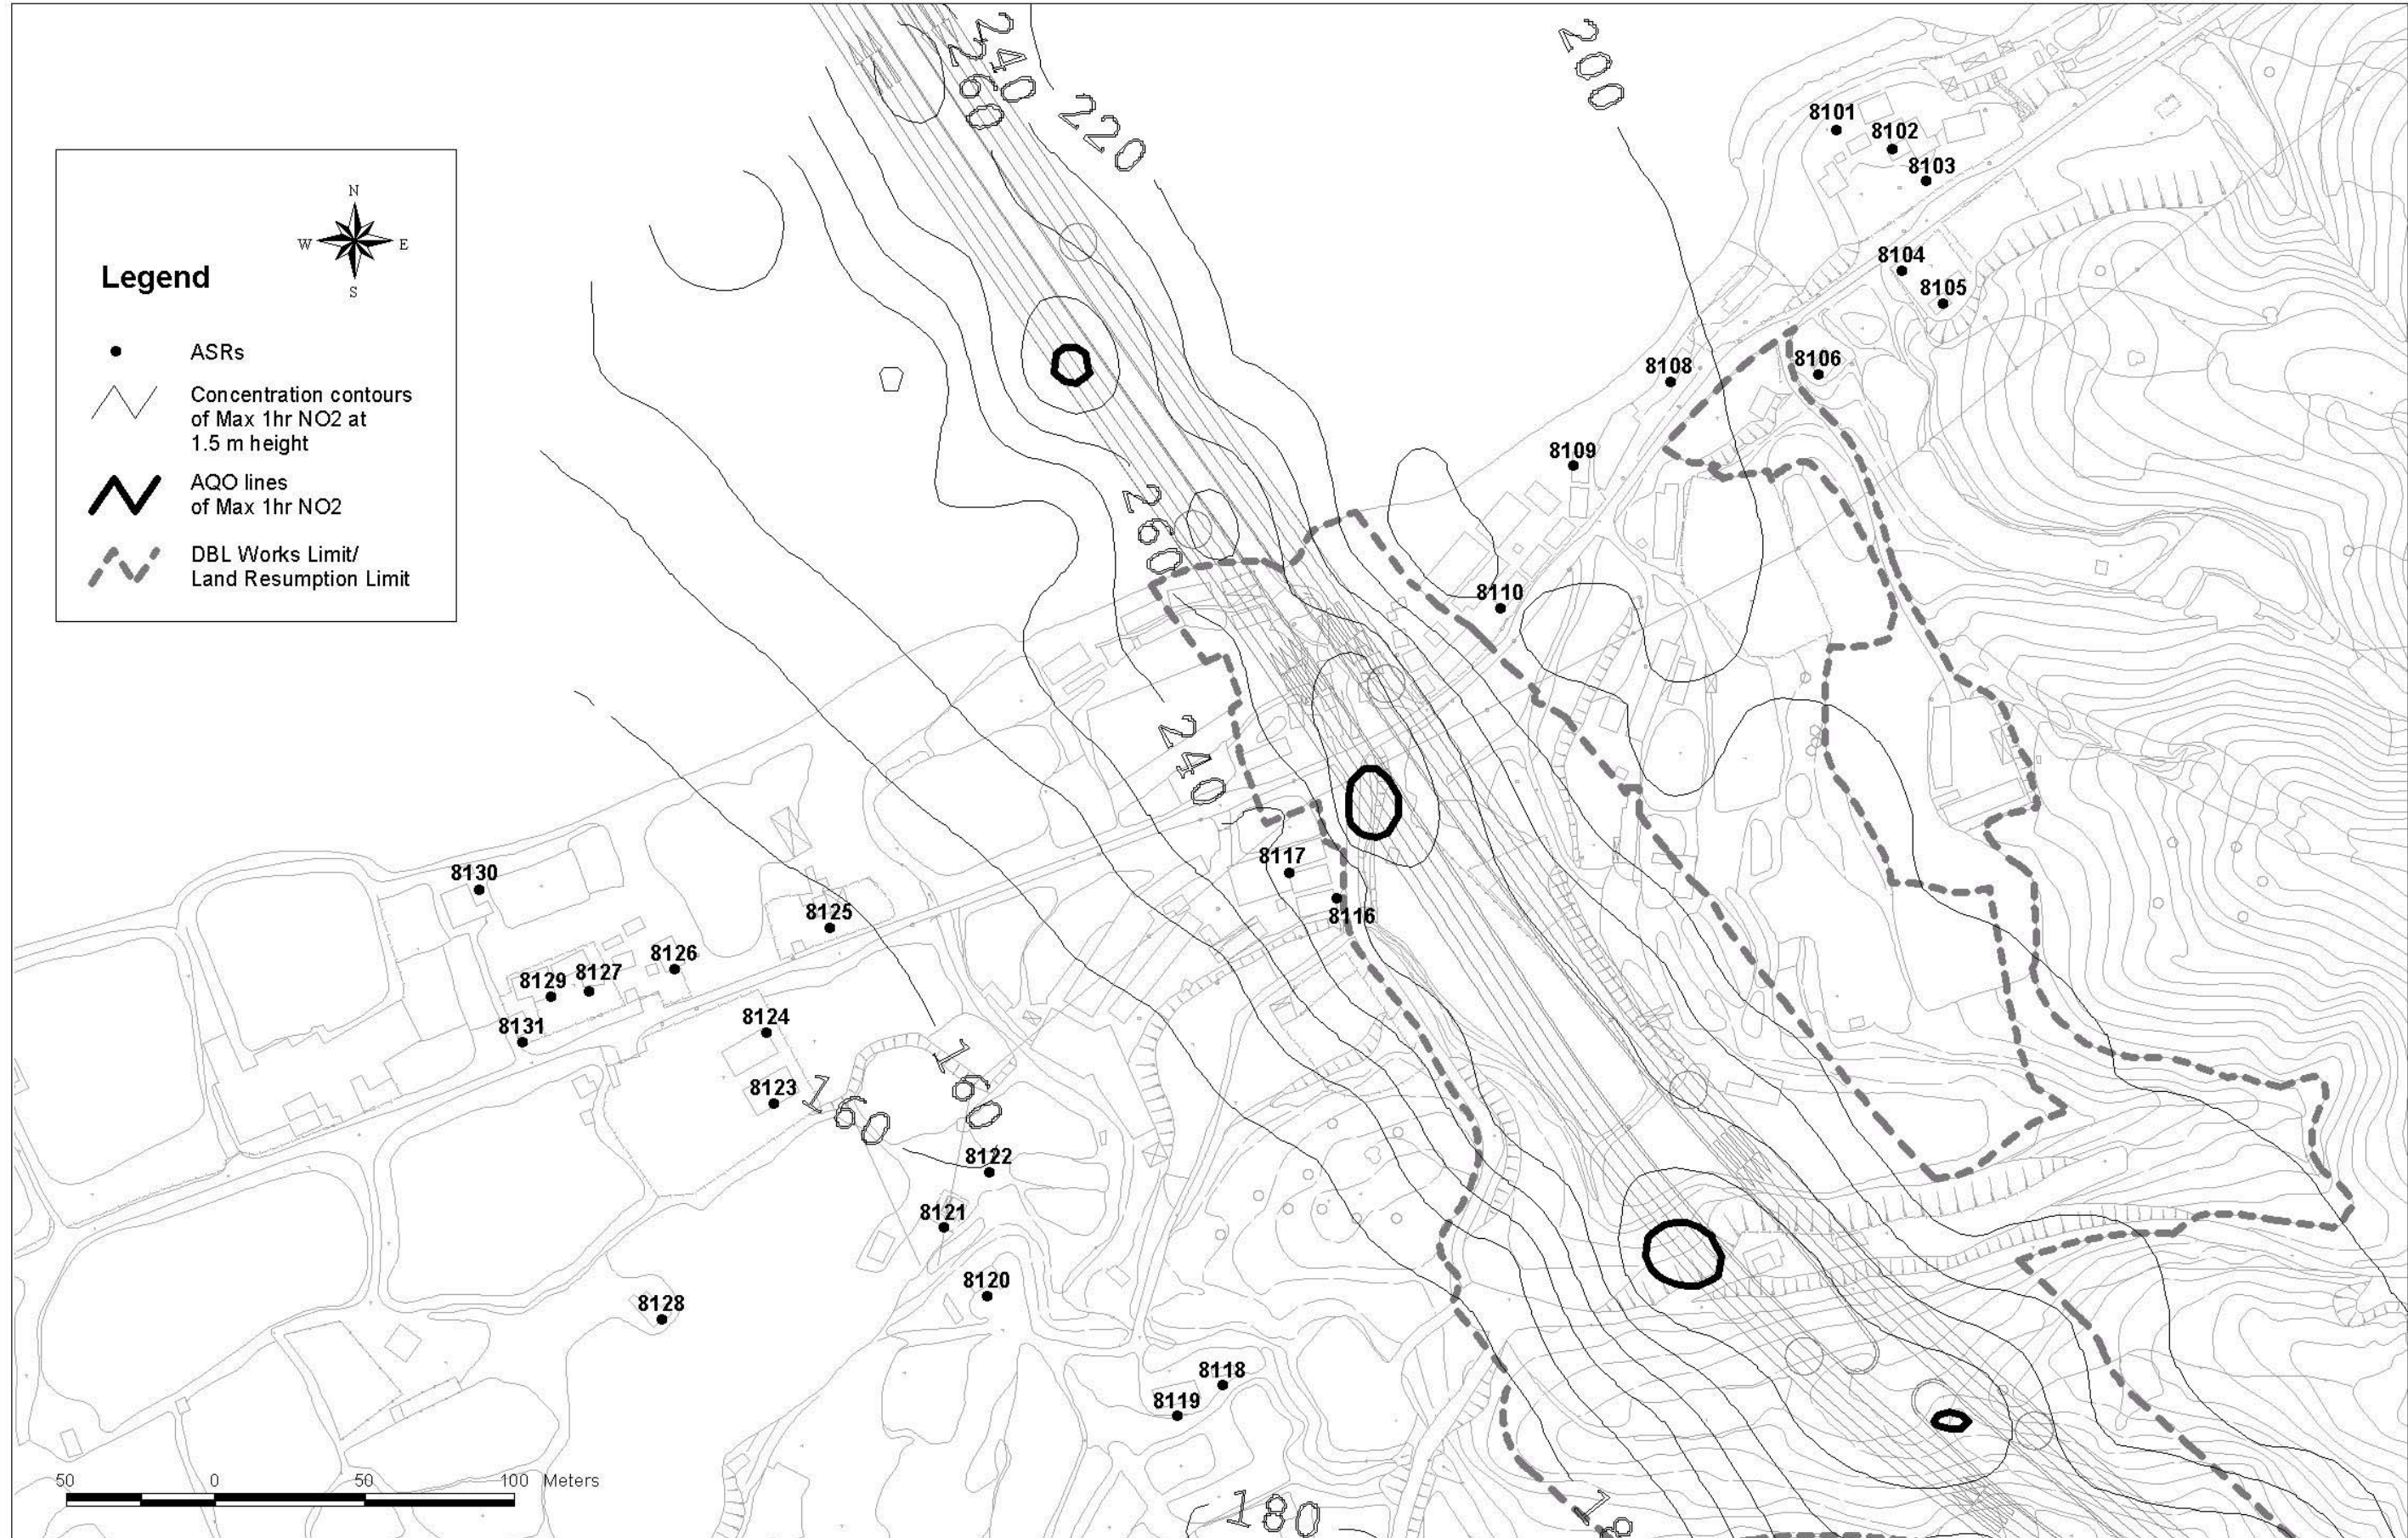 240
260
220
200
N
W E
S
Legend
ASRs
Concentration contours
of Max 1hr NO2 at
1.5 m height
AQO lines
of Max 1hr NO2
DBL Works Limit/
Land Resumption Limit
8101
8102
8103
8104
8105
8106
8108
8109
260
8110
240
8117
8116
8130
8125
8126
8127
8129
8131
8124
8123
160
160
8122
8121
8120
8128
8118
8119
50 0 50 100 Meters
180